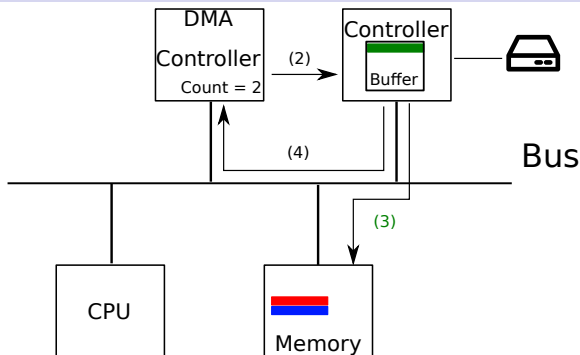 DMA
Controller
Count = 2
(2)
Controller
Buffer
(4)
Bus
(3)
CPU
Memory